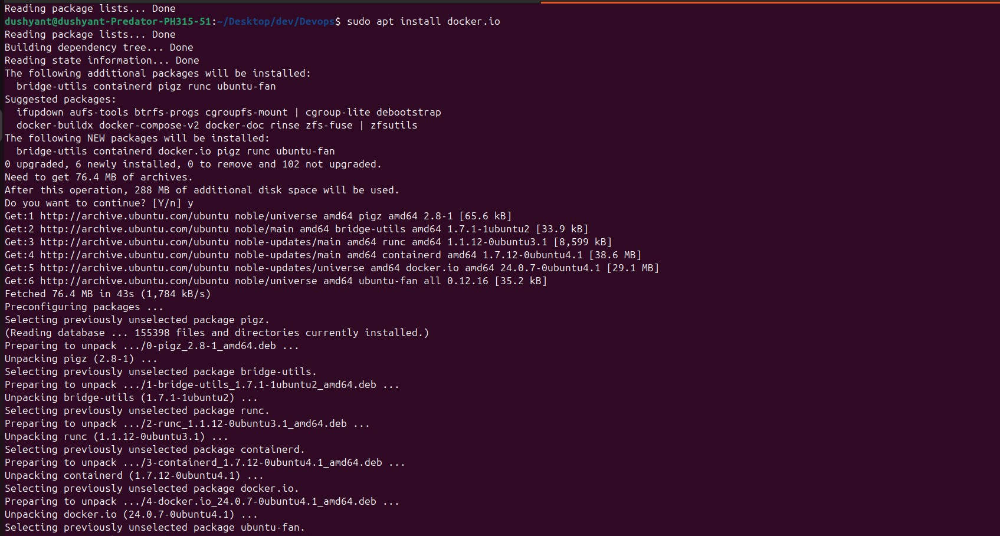 Reading package lists... Done
dushyant@dushyant-Predator-PH315-51:~/Desktop/dev/Devops$ sudo apt install docker.io
Reading package lists... Done
Building dependency tree... Done
Reading state information... Done
The following additional packages will be installed:
  bridge-utils containerd pigz runc ubuntu-fan
Suggested packages:
  ifupdown aufs-tools btrfs-progs cgroupfs-mount | cgroup-lite debootstrap
  docker-buildx docker-compose-v2 docker-doc rinse zfs-fuse | zfsutils
The following NEW packages will be installed:
  bridge-utils containerd docker.io pigz runc ubuntu-fan
0 upgraded, 6 newly installed, 0 to remove and 102 not upgraded.
Need to get 76.4 MB of archives.
After this operation, 288 MB of additional disk space will be used.
Do you want to continue? [Y/n] y
Get:1 http://archive.ubuntu.com/ubuntu noble/universe amd64 pigz amd64 2.8-1 [65.6 kB]
Get:2 http://archive.ubuntu.com/ubuntu noble/main amd64 bridge-utils amd64 1.7.1-1ubuntu2 [33.9 kB]
Get:3 http://archive.ubuntu.com/ubuntu noble-updates/main amd64 runc amd64 1.1.12-0ubuntu3.1 [8,599 kB]
Get:4 http://archive.ubuntu.com/ubuntu noble-updates/main amd64 containerd amd64 1.7.12-0ubuntu4.1 [38.6 MB]
Get:5 http://archive.ubuntu.com/ubuntu noble-updates/universe amd64 docker.io amd64 24.0.7-0ubuntu4.1 [29.1 MB]
Get:6 http://archive.ubuntu.com/ubuntu noble/universe amd64 ubuntu-fan all 0.12.16 [35.2 kB]
Fetched 76.4 MB in 43s (1,784 kB/s)
Preconfiguring packages ...
Selecting previously unselected package pigz.
(Reading database ... 155398 files and directories currently installed.)
Preparing to unpack .../0-pigz_2.8-1_amd64.deb ...
Unpacking pigz (2.8-1) ...
Selecting previously unselected package bridge-utils.
Preparing to unpack .../1-bridge-utils_1.7.1-1ubuntu2_amd64.deb ...
Unpacking bridge-utils (1.7.1-1ubuntu2) ...
Selecting previously unselected package runc.
Preparing to unpack .../2-runc_1.1.12-0ubuntu3.1_amd64.deb ...
Unpacking runc (1.1.12-0ubuntu3.1) ...
Selecting previously unselected package containerd.
Preparing to unpack .../3-containerd_1.7.12-0ubuntu4.1_amd64.deb ...
Unpacking containerd (1.7.12-0ubuntu4.1) ...
Selecting previously unselected package docker.io.
Preparing to unpack .../4-docker.io_24.0.7-0ubuntu4.1_amd64.deb ...
Unpacking docker.io (24.0.7-0ubuntu4.1) ...
Selecting previously unselected package ubuntu-fan.